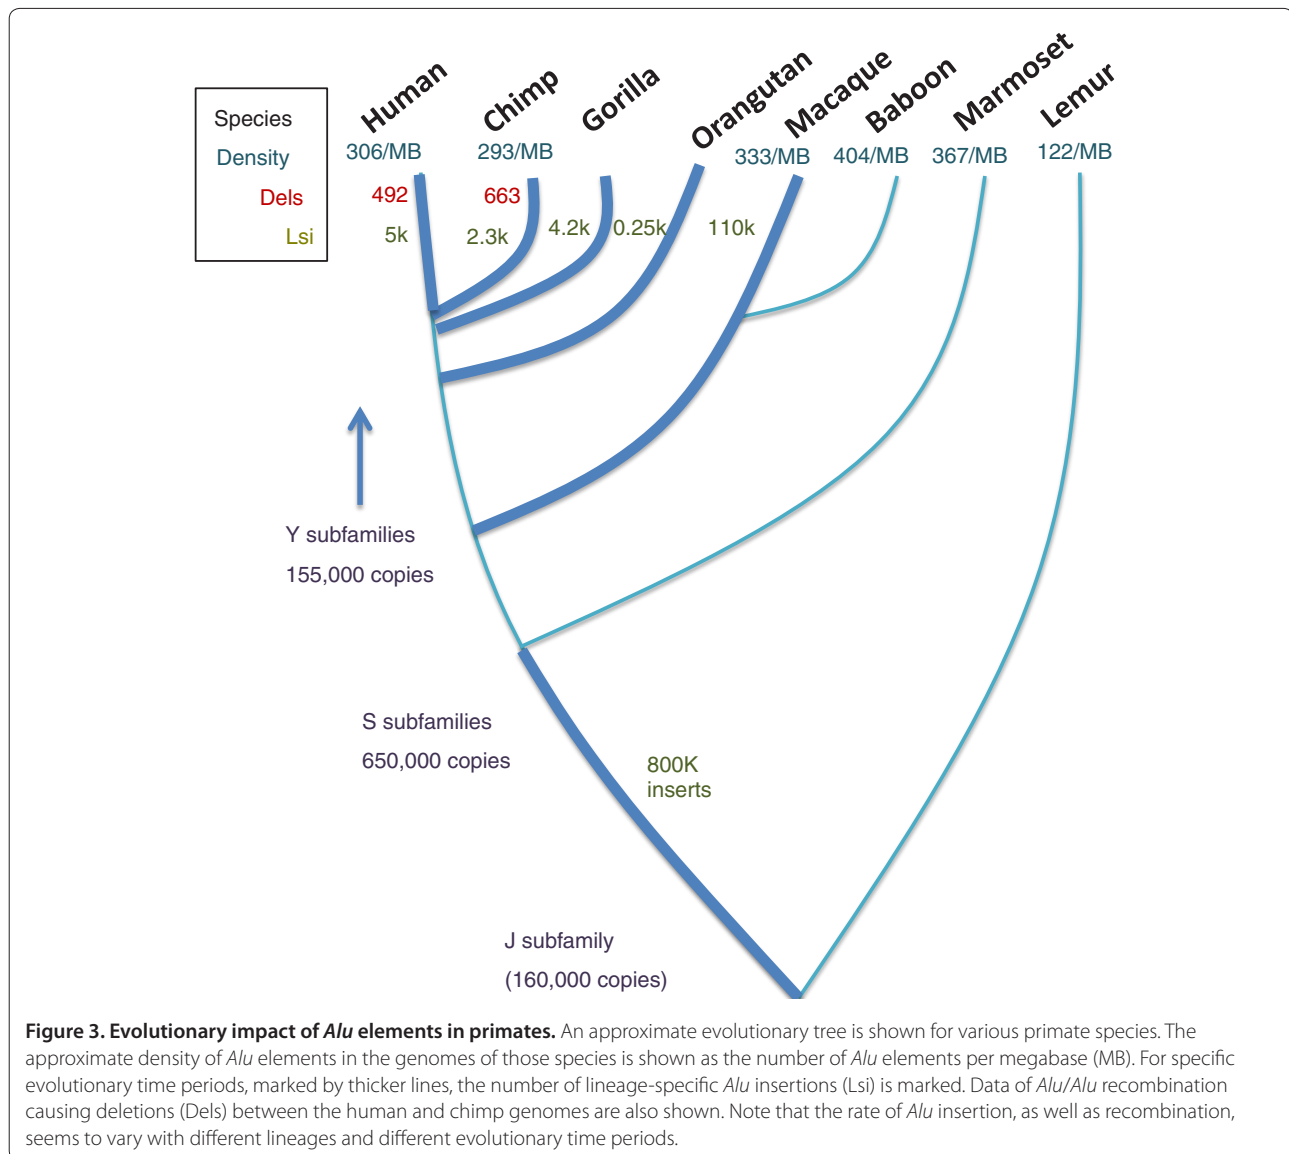 Human
Chimp
Gorilla
Orangutan
Macaque
Baboon
Marmoset
Lemur
Species
Density
Dels
Lsi
306/MB
293/MB
333/MB
404/MB
367/MB
122/MB
492
663
5k
2.3k
4.2k
0.25k
110k
Y subfamilies
155,000 copies
S subfamilies
650,000 copies
800K
inserts
J subfamily
(160,000 copies)
Figure 3. Evolutionary impact of Alu elements in primates. An approximate evolutionary tree is shown for various primate species. The
approximate density of Alu elements in the genomes of those species is shown as the number of Alu elements per megabase (MB). For specific
evolutionary time periods, marked by thicker lines, the number of lineage-specific Alu insertions (Lsi) is marked. Data of Alu/Alu recombination
causing deletions (Dels) between the human and chimp genomes are also shown. Note that the rate of Alu insertion, as well as recombination,
seems to vary with different lineages and different evolutionary time periods.